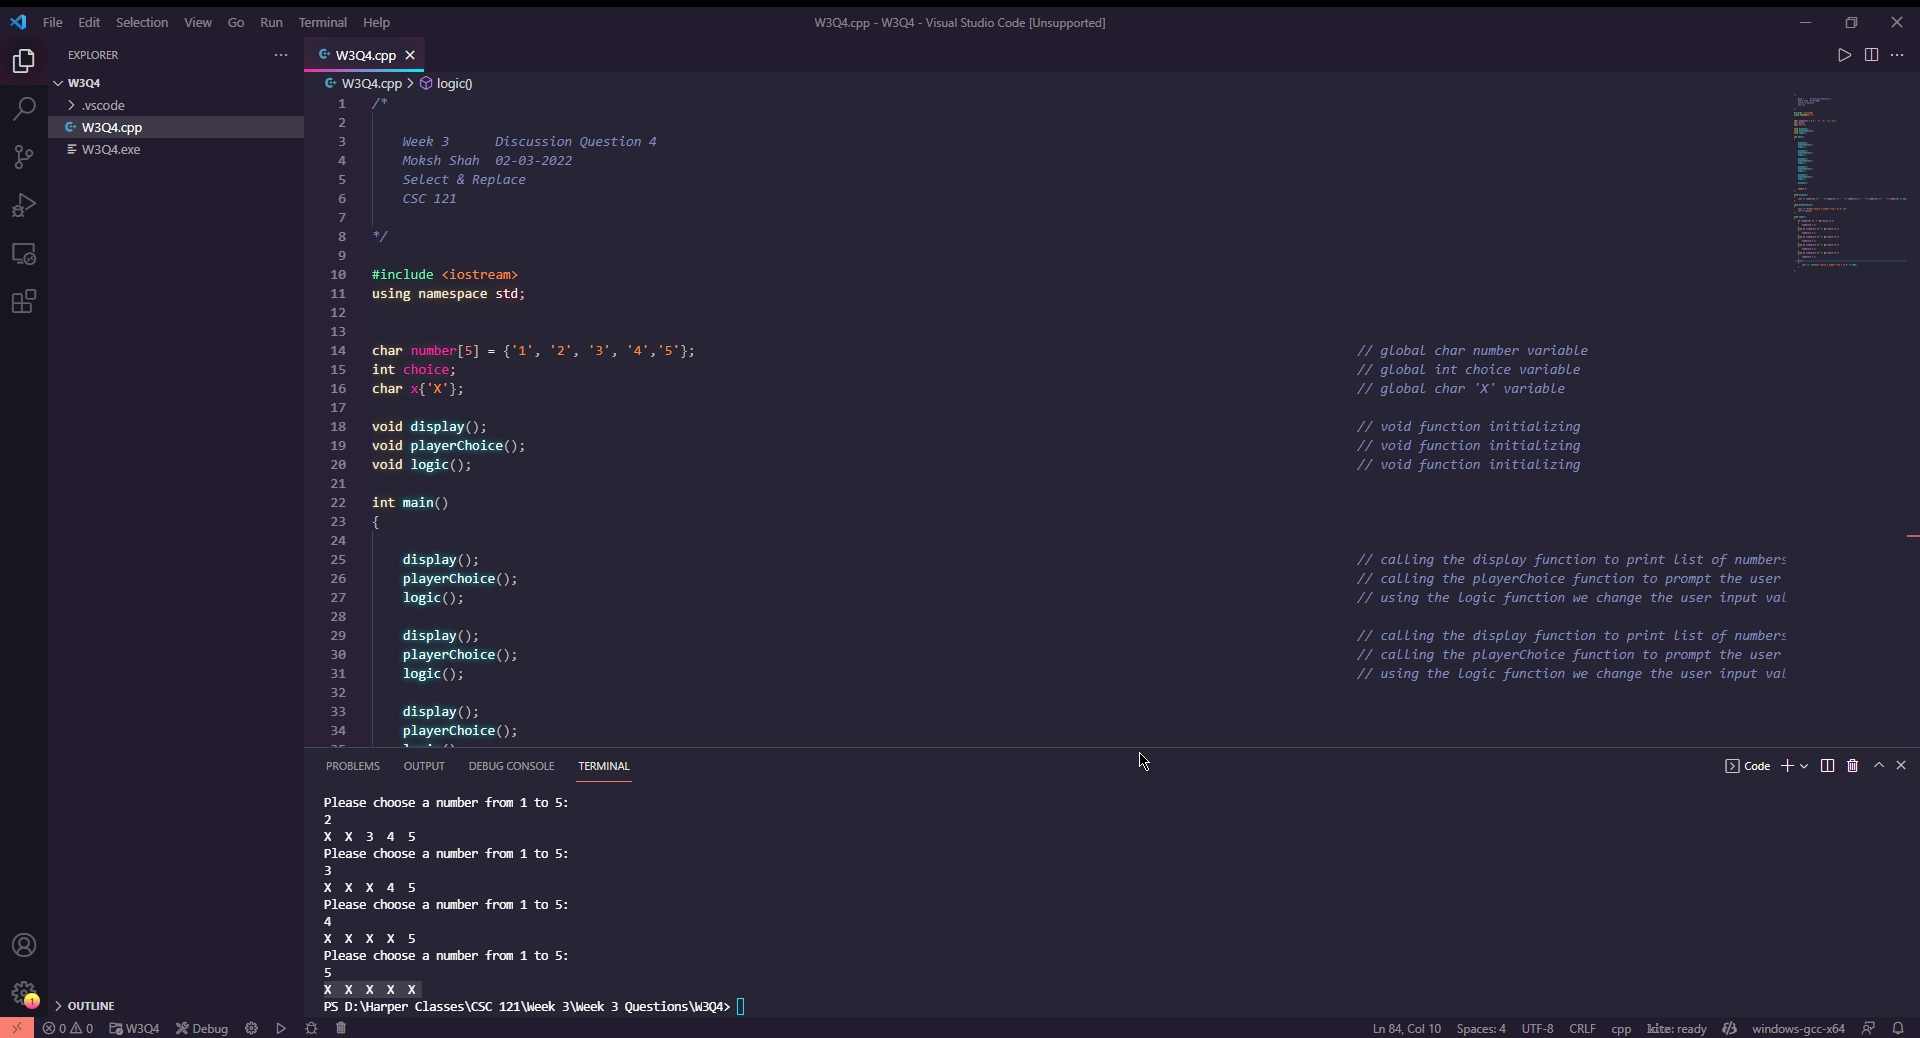 File Edit Selection View Go Run Terminal Help
W3Q4.cpp - W3Q4 - Visual Studio Code [Unsupported]
EXPLORER
W3Q4
.vscode
W3Q4.cpp
W3Q4.exe
OUTLINE
W3Q4.cpp
W3Q4.cpp > logic()
1 /*
2
3 Week 3 Discussion Question 4
4 Moksh Shah 02-03-2022
5 Select & Replace
6 CSC 121
7
8 */
9
10 #include <iostream>
11 using namespace std;
12
13
14 char number[5] = {'1', '2', '3', '4','5'}; // global char number variable
15 int choice; // global int choice variable
16 char x{'X'}; // global char 'X' variable
17
18 void display(); // void function initializing
19 void playerChoice(); // void function initializing
20 void logic(); // void function initializing
21
22 int main()
23 {
24
25 display(); // calling the display function to print list of numbers
26 playerChoice(); // calling the playerChoice function to prompt the user
27 logic(); // using the logic function we change the user input val
28
29 display(); // calling the display function to print list of numbers
30 playerChoice(); // calling the playerChoice function to prompt the user
31 logic(); // using the logic function we change the user input val
32
33 display();
34 playerChoice();
PROBLEMS OUTPUT DEBUG CONSOLE TERMINAL
Code
Please choose a number from 1 to 5:
2
X X 3 4 5
Please choose a number from 1 to 5:
3
X X X 4 5
Please choose a number from 1 to 5:
4
X X X X 5
Please choose a number from 1 to 5:
5
X X X X X
PS D:\Harper Classes\CSC 121\Week 3\Week 3 Questions\W3Q4>
1
0 0 W3Q4 Debug
Ln 84, Col 10 Spaces: 4 UTF-8 CRLF cpp kite: ready windows-gcc-x64